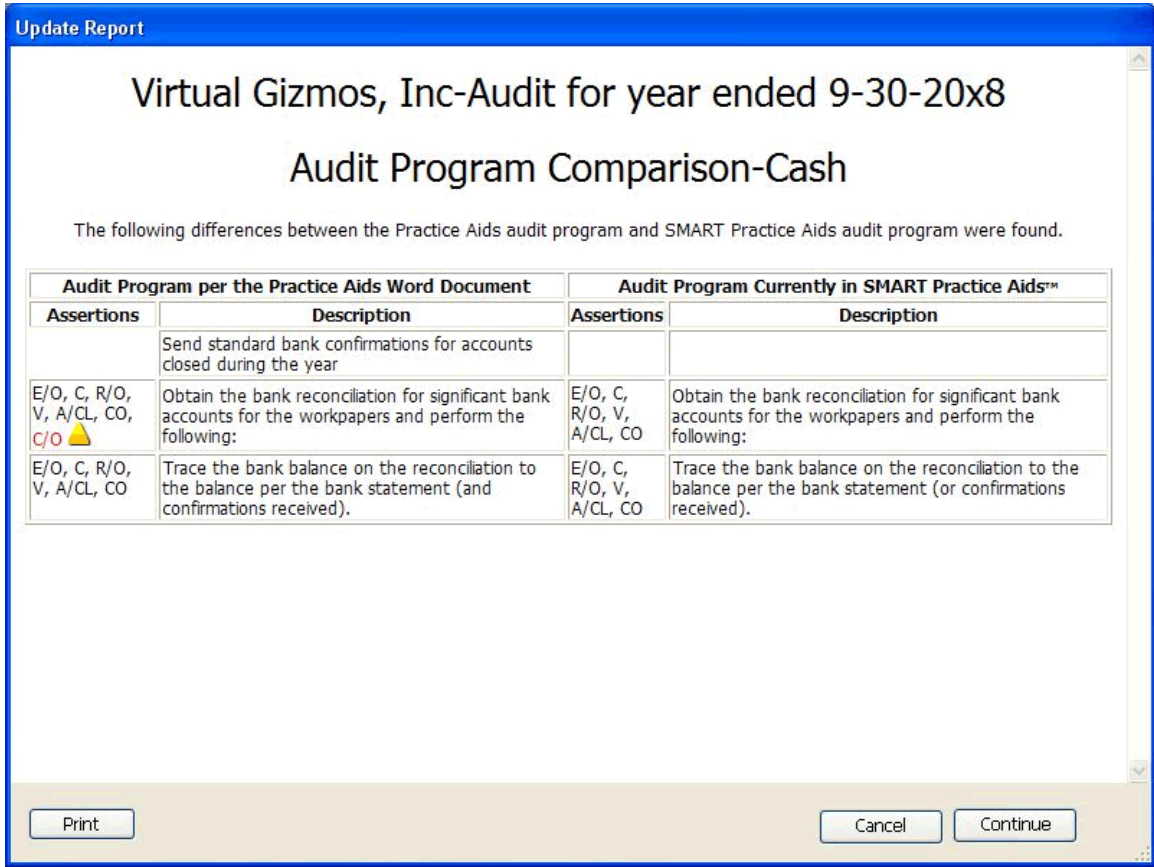 Update Report
Virtual Gizmos, Inc-Audit for year ended 9-30-20x8
Audit Program Comparison-Cash
The following differences between the Practice Aids audit program and SMART Practice Aids audit program were found.
Audit Program per the Practice Aids Word Document
Audit Program Currently in SMART Practice Aids™
Assertions
Description
Assertions
Description
Send standard bank confirmations for accounts
closed during the year
E/O, C, R/O,
V, A/CL, CO,
C/O
Obtain the bank reconciliation for significant bank
accounts for the workpapers and perform the
following:
E/O, C,
R/O, V,
A/CL, CO
Obtain the bank reconciliation for significant bank
accounts for the workpapers and perform the
following:
E/O, C, R/O,
V, A/CL, CO
Trace the bank balance on the reconciliation to
the balance per the bank statement (and
confirmations received).
E/O, C,
R/O, V,
A/CL, CO
Trace the bank balance on the reconciliation to the
balance per the bank statement (or confirmations
received).
Print
Cancel
Continue